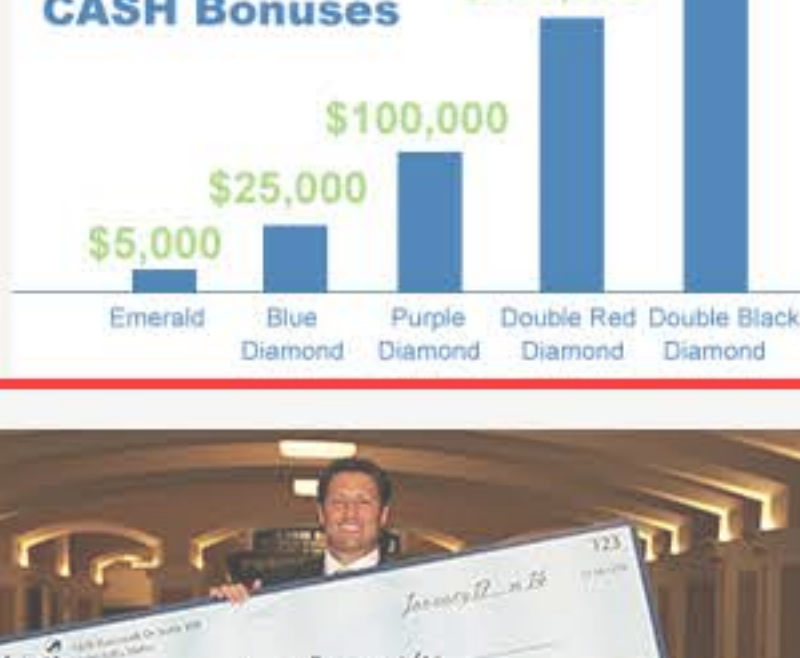 CASH Bonuses
$100,000
$25,000
$5,000
Emerald
Blue Diamond
Purple Diamond
Double Red Diamond
Double Black Diamond
123
January